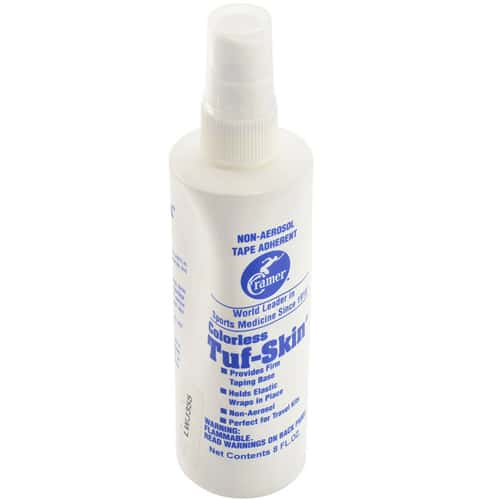 NON-AEROSOL
TAPE ADHERENT
Cramer
World Leader in
Sports Medicine Since
Colorless
Tuf-Skin
■ Provides Firm
Taping Base
■ Holds Elastic
Wraps in Place
■ Non-Aerosol
■ Perfect for Travel Kits
WARNING:
FLAMMABLE.
READ WARNINGS ON BACK PANEL
Net Contents 8 FL. OZ.